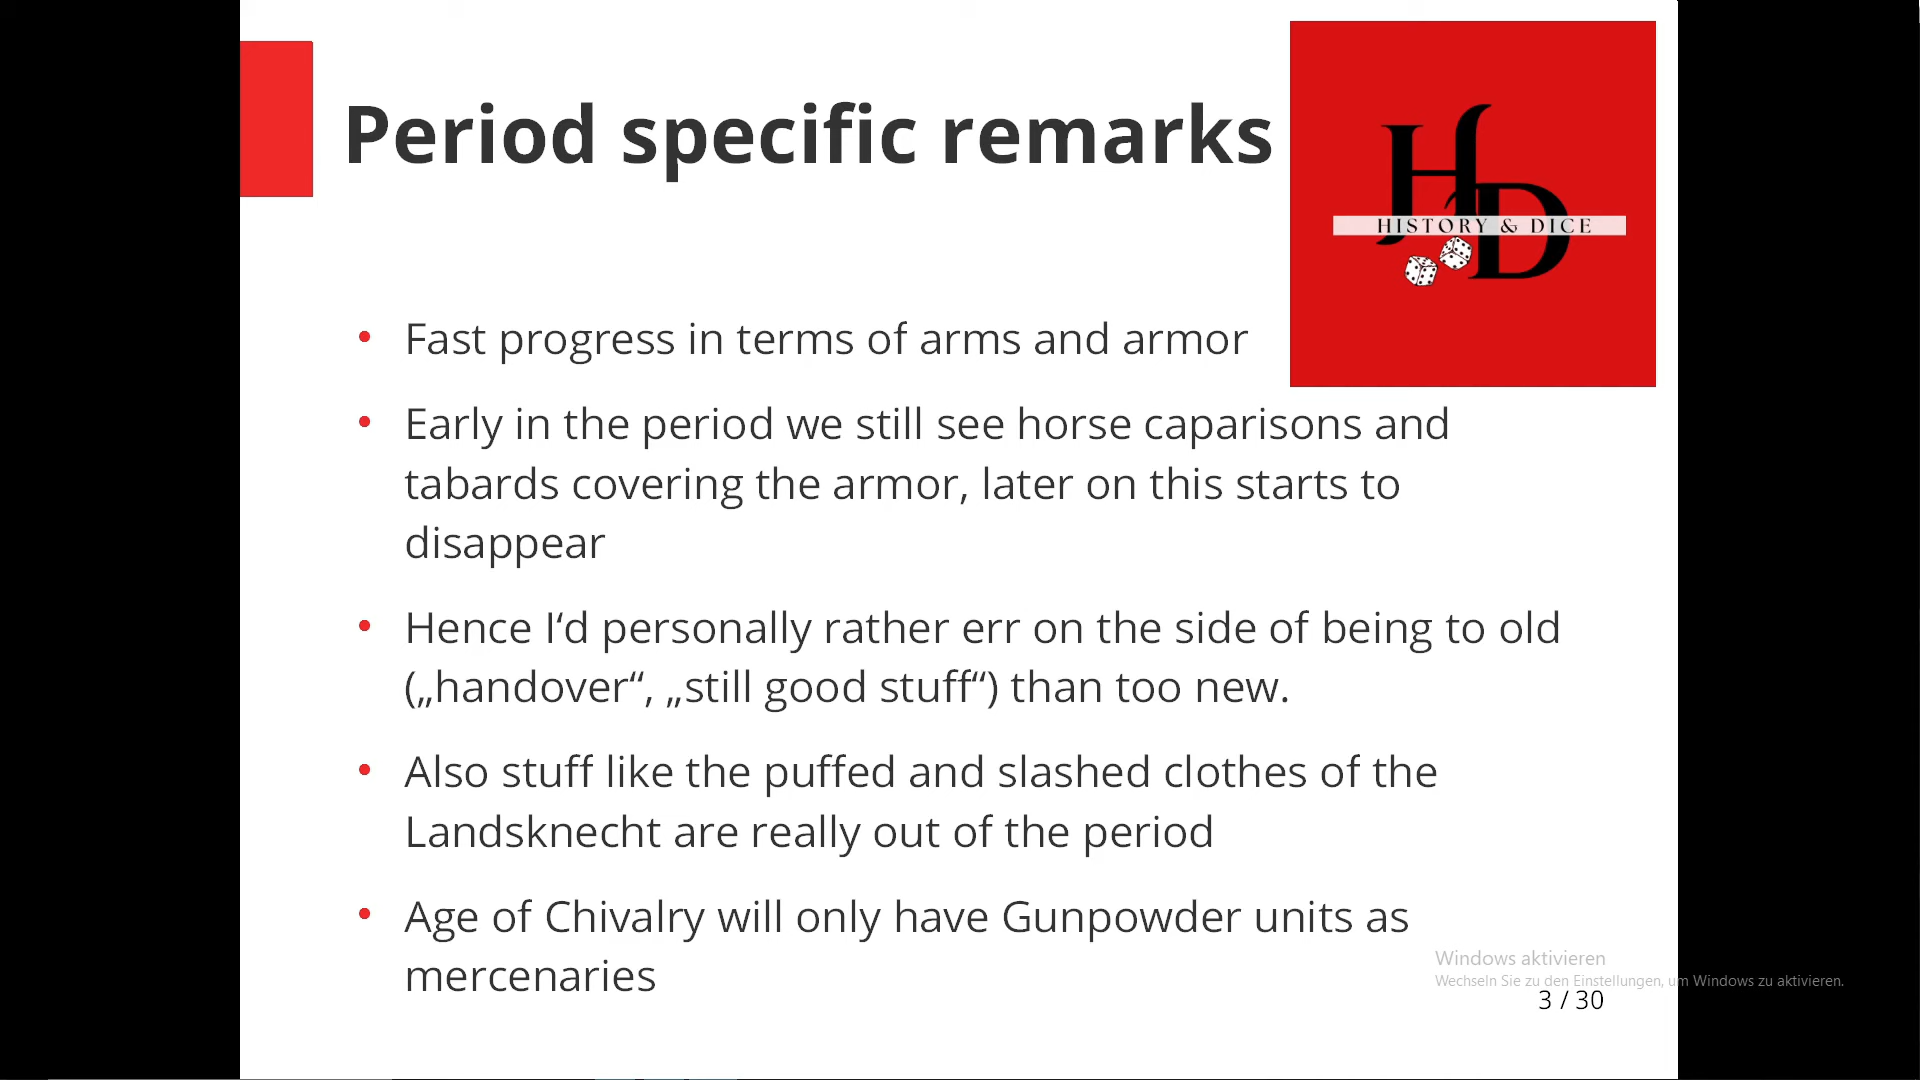 Period specific remarks
HD
HISTORY & DICE
Fast progress in terms of arms and armor
Early in the period we still see horse caparisons and
tabards covering the armor, later on this starts to
disappear
Hence I‘d personally rather err on the side of being to old
(„handover“, „still good stuff“) than too new.
Also stuff like the puffed and slashed clothes of the
Landsknecht are really out of the period
Age of Chivalry will only have Gunpowder units as
mercenaries
Windows aktivieren
Wechseln Sie zu den Einstellungen, um Windows zu aktivieren.
3 / 30